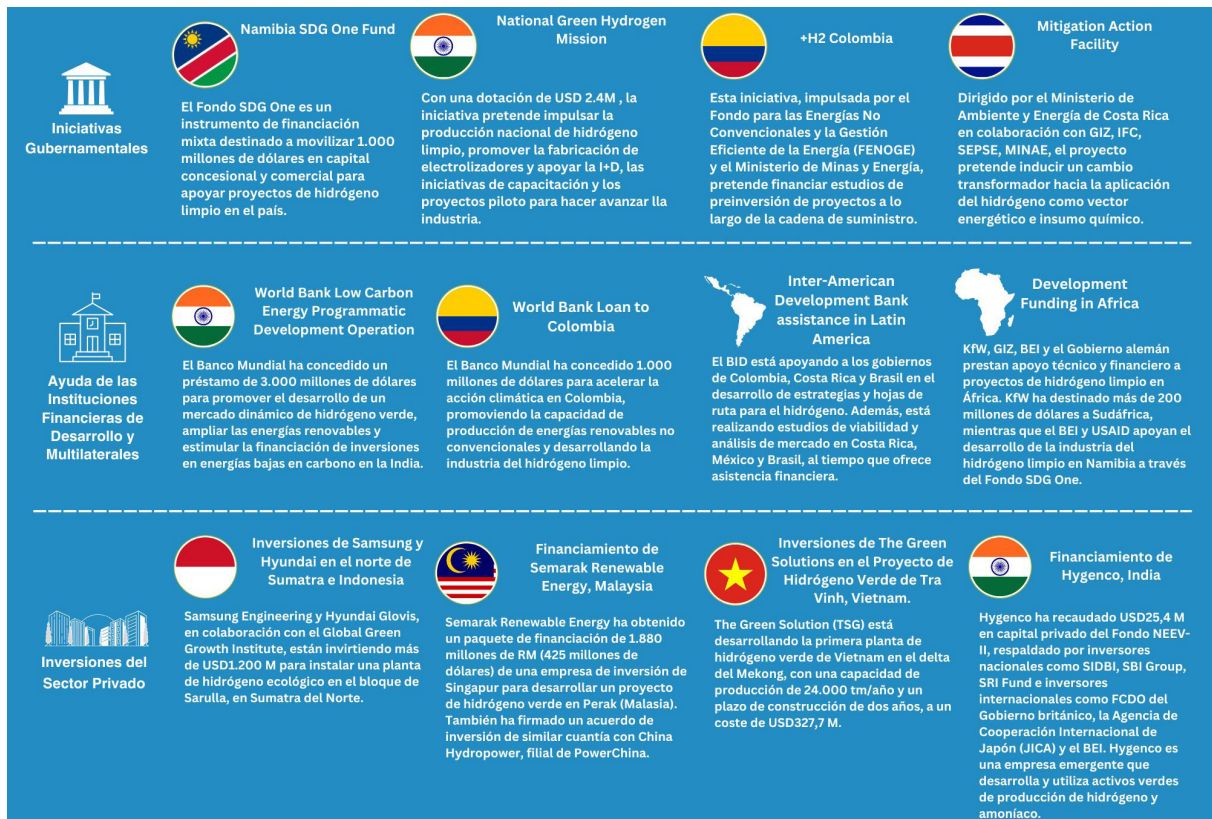 Iniciativas
Gubernamentales
Namibia SDG One Fund
El Fondo SDG One es un
instrumento de financiación
mixta destinado a movilizar 1.000
millones de dólares en capital
concesional y comercial para
apoyar proyectos de hidrógeno
limpio en el país.
National Green Hydrogen
Mission
Con una dotación de USD 2.4M , la
iniciativa pretende impulsar la
producción nacional de hidrógeno
limpio, promover la fabricación de
electrolizadores y apoyar la I+D, las
iniciativas de capacitación y los
proyectos piloto para hacer avanzar lla
industria.
+H2 Colombia
Esta iniciativa, impulsada por el
Fondo para las Energías No
Convencionales y la Gestión
Eficiente de la Energía (FENOGE)
y el Ministerio de Minas y Energía,
pretende financiar estudios de
preinversión de proyectos a lo
largo de la cadena de suministro.
Mitigation Action
Facility
Dirigido por el Ministerio de
Ambiente y Energía de Costa Rica
en colaboración con GIZ, IFC,
SEPSE, MINAE, el proyecto
pretende inducir un cambio
transformador hacia la aplicación
del hidrógeno como vector
energético e insumo químico.
Ayuda de las
Instituciones
Financieras de
Desarrollo y
Multilaterales
World Bank Low Carbon
Energy Programmatic
Development Operation
El Banco Mundial ha concedido un
préstamo de 3.000 millones de dólares
para promover el desarrollo de un
mercado dinámico de hidrógeno verde,
ampliar las energías renovables y
estimular la financiación de inversiones
en energías bajas en carbono en la India.
World Bank Loan to
Colombia
El Banco Mundial ha concedido 1.000
millones de dólares para acelerar la
acción climática en Colombia,
promoviendo la capacidad de
producción de energías renovables no
convencionales y desarrollando la
industria del hidrógeno limpio.
Inter-American
Development Bank
assistance in Latin
America
El BID está apoyando a los gobiernos
de Colombia, Costa Rica y Brasil en el
desarrollo de estrategias y hojas de
ruta para el hidrógeno. Además, está
realizando estudios de viabilidad y
análisis de mercado en Costa Rica,
México y Brasil, al tiempo que ofrece
asistencia financiera.
Development
Funding in Africa
KfW, GIZ, BEI y el Gobierno alemán
prestan apoyo técnico y financiero a
proyectos de hidrógeno limpio en
África. KfW ha destinado más de 200
millones de dólares a Sudáfrica,
mientras que el BEI y USAID apoyan el
desarrollo de la industria del
hidrógeno limpio en Namibia a través
del Fondo SDG One.
Inversiones del
Sector Privado
Inversiones de Samsung y
Hyundai en el norte de
Sumatra e Indonesia
Samsung Engineering y Hyundai Glovis,
en colaboración con el Global Green
Growth Institute, están invirtiendo más
de USD1.200 M para instalar una planta
de hidrógeno ecológico en el bloque de
Sarulla, en Sumatra del Norte.
Financiamiento de
Semarak Renewable
Energy, Malaysia
Semarak Renewable Energy ha obtenido
un paquete de financiación de 1.880
millones de RM (425 millones de
dólares) de una empresa de inversión de
Singapur para desarrollar un proyecto
de hidrógeno verde en Perak (Malasia).
También ha firmado un acuerdo de
inversión de similar cuantía con China
Hydropower, filial de PowerChina.
Inversiones de The Green
Solutions en el Proyecto de
Hidrógeno Verde de Tra
Vinh, Vietnam.
The Green Solution (TSG) está
desarrollando la primera planta de
hidrógeno verde de Vietnam en el delta
del Mekong, con una capacidad de
producción de 24.000 tm/año y un
plazo de construcción de dos años, a un
coste de USD327,7 M.
Financiamiento de
Hygenco, India
Hygenco ha recaudado USD25,4 M
en capital privado del Fondo NEEV-
II, respaldado por inversores
nacionales como SIDBI, SBI Group,
SRI Fund e inversores
internacionales como FCDO del
Gobierno británico, la Agencia de
Cooperación Internacional de
Japón (JICA) y el BEI. Hygenco es
una empresa emergente que
desarrolla y utiliza activos verdes
de producción de hidrógeno y
amoníaco.